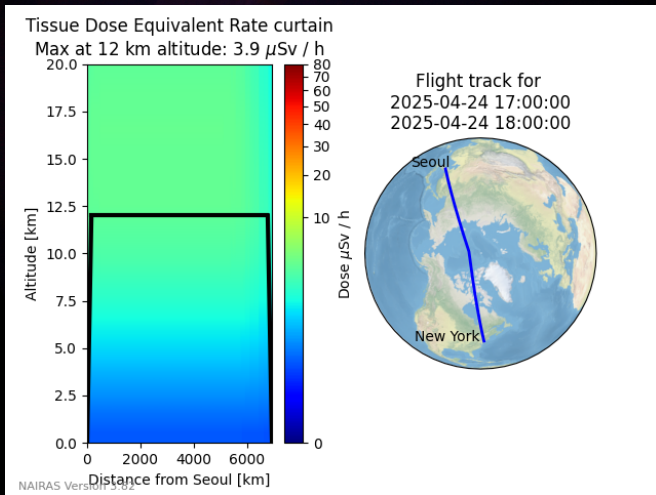 Tissue Dose Equivalent Rate curtain
Max at 12 km altitude: 3.9 μSv / h
20.0
17.5
15.0
12.5
10.0
7.5
5.0
2.5
0.0
Altitude [km]
0
2000
4000
6000
Distance from Seoul [km]
80
70
60
50
40
30
20
10
0
Dose μSv / h
Flight track for
2025-04-24 17:00:00
2025-04-24 18:00:00
Seoul
New York
NAIRAS Version 3.82